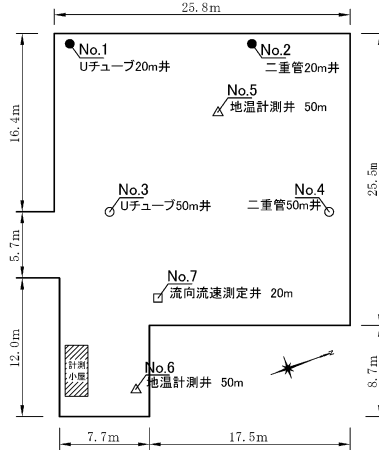 25.8m
No.1
Uチューブ20m井
No.2
二重管20m井
No.5
地温計測井 50m
16.4m
25.5m
No.3
Uチューブ50m井
No.4
二重管50m井
5.7m
No.7
流向流速測定井 20m
12.0m
計測
小屋
No.6
地温計測井 50m
8.7m
7.7m
17.5m